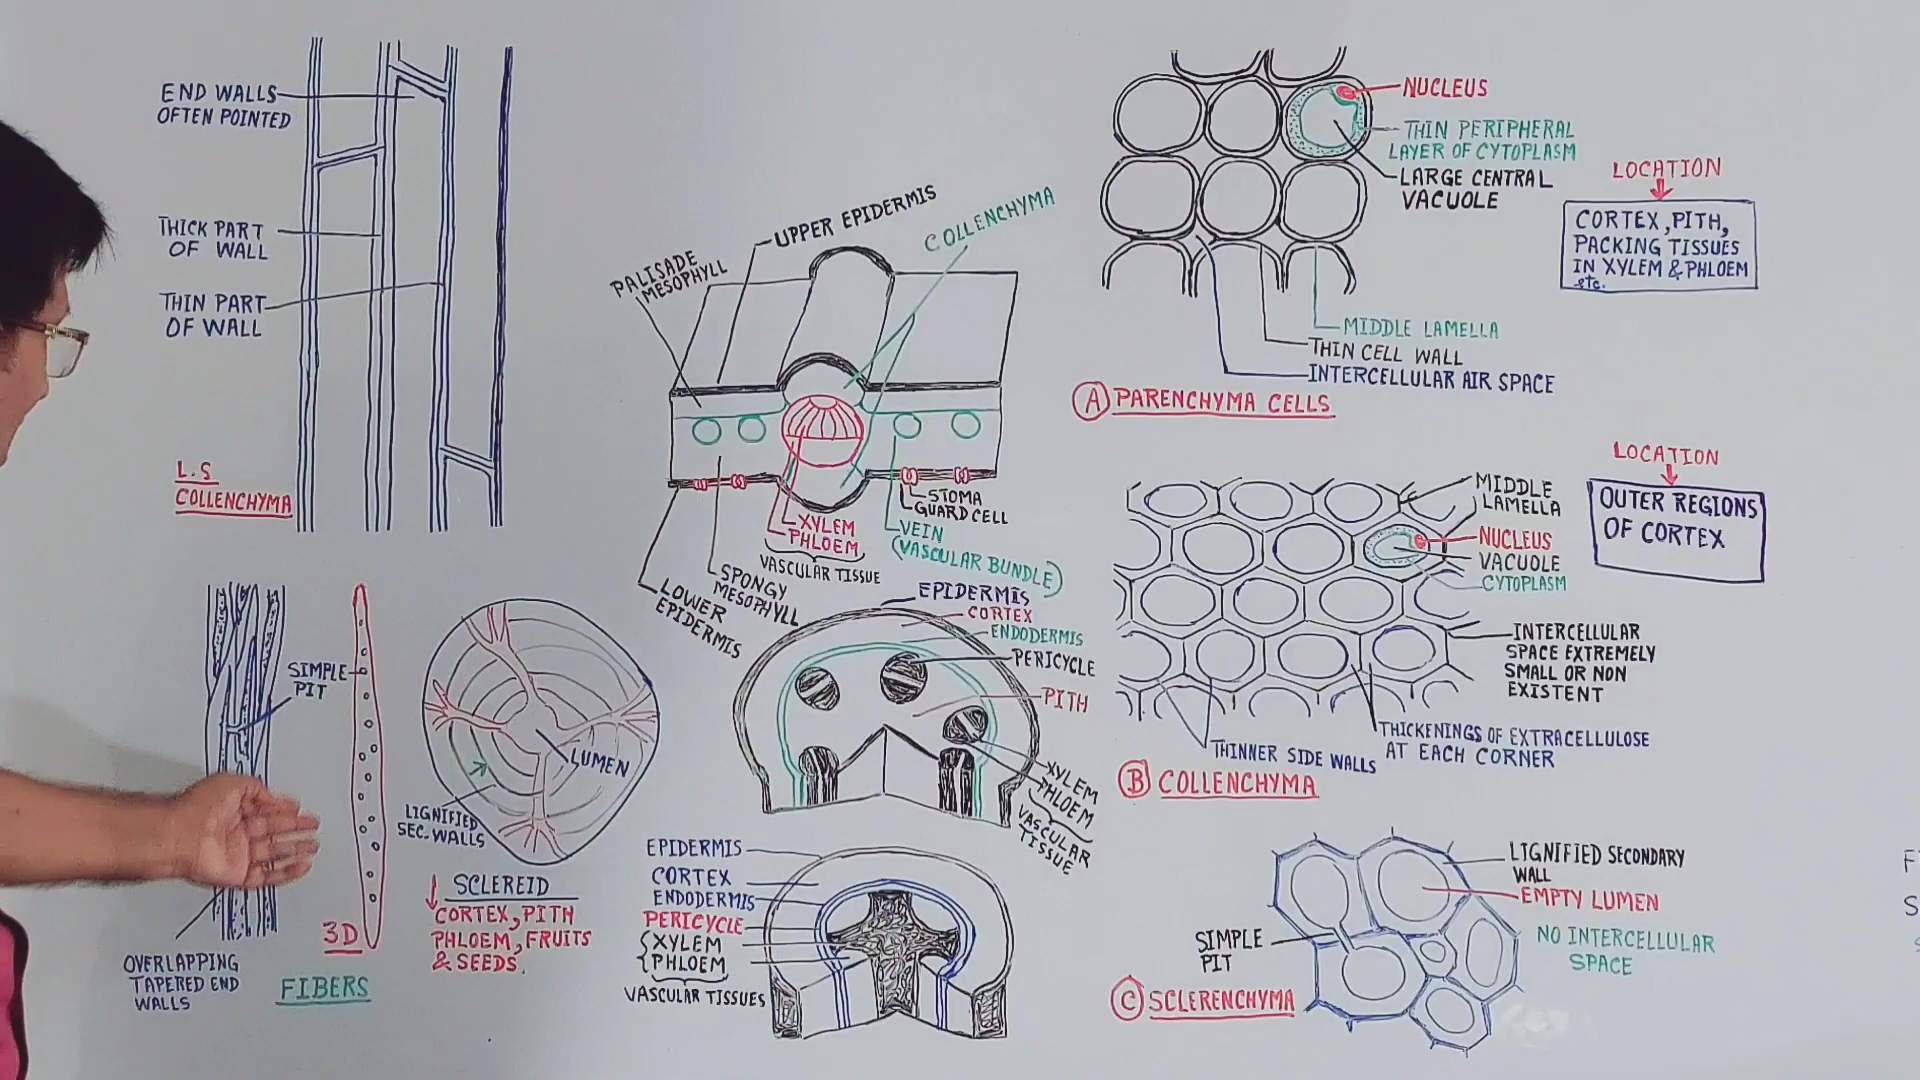 END WALLS
OFTEN POINTED
THICK PART
OF WALL
THIN PART
OF WALL
L.S
COLLENCHYMA
SIMPLE
PIT
OVERLAPPING
TAPERED END
WALLS
3D
FIBERS
LUMEN
LIGNIFIED
SEC. WALLS
SCLEREID
CORTEX, PITH
PHLOEM, FRUITS
& SEEDS.
PALISADE
MESOPHYLL
UPPER EPIDERMIS
COLLENCHYMA
STOMA
GUARD CELL
XYLEM
PHLOEM
VASCULAR TISSUE
VEIN
(VASCULAR BUNDLE)
SPONGY
MESOPHYLL
LOWER
EPIDERMIS
EPIDERMIS
CORTEX
ENDODERMIS
PERICYCLE
PITH
XYLEM
PHLOEM
VASCULAR
TISSUE
EPIDERMIS
CORTEX
ENDODERMIS
PERICYCLE
XYLEM
PHLOEM
VASCULAR TISSUES
NUCLEUS
THIN PERIPHERAL
LAYER OF CYTOPLASM
LARGE CENTRAL
VACUOLE
MIDDLE LAMELLA
THIN CELL WALL
INTERCELLULAR AIR SPACE
A PARENCHYMA CELLS
LOCATION
CORTEX, PITH,
PACKING TISSUES
IN XYLEM & PHLOEM
etc.
MIDDLE
LAMELLA
NUCLEUS
VACUOLE
CYTOPLASM
INTERCELLULAR
SPACE EXTREMELY
SMALL OR NON
EXISTENT
THICKENINGS OF EXTRACELLULOSE
AT EACH CORNER
THINNER SIDE WALLS
B COLLENCHYMA
LOCATION
OUTER REGIONS
OF CORTEX
LIGNIFIED SECONDARY
WALL
EMPTY LUMEN
NO INTERCELLULAR
SPACE
SIMPLE
PIT
C SCLERENCHYMA